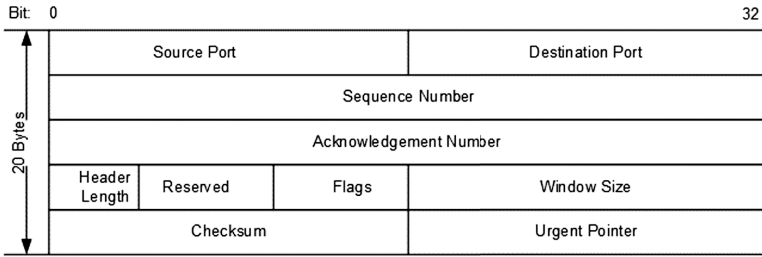 Bit: 0 32
Source Port Destination Port
Sequence Number
Acknowledgement Number
20 Bytes
Header Length Reserved Flags Window Size
Checksum Urgent Pointer